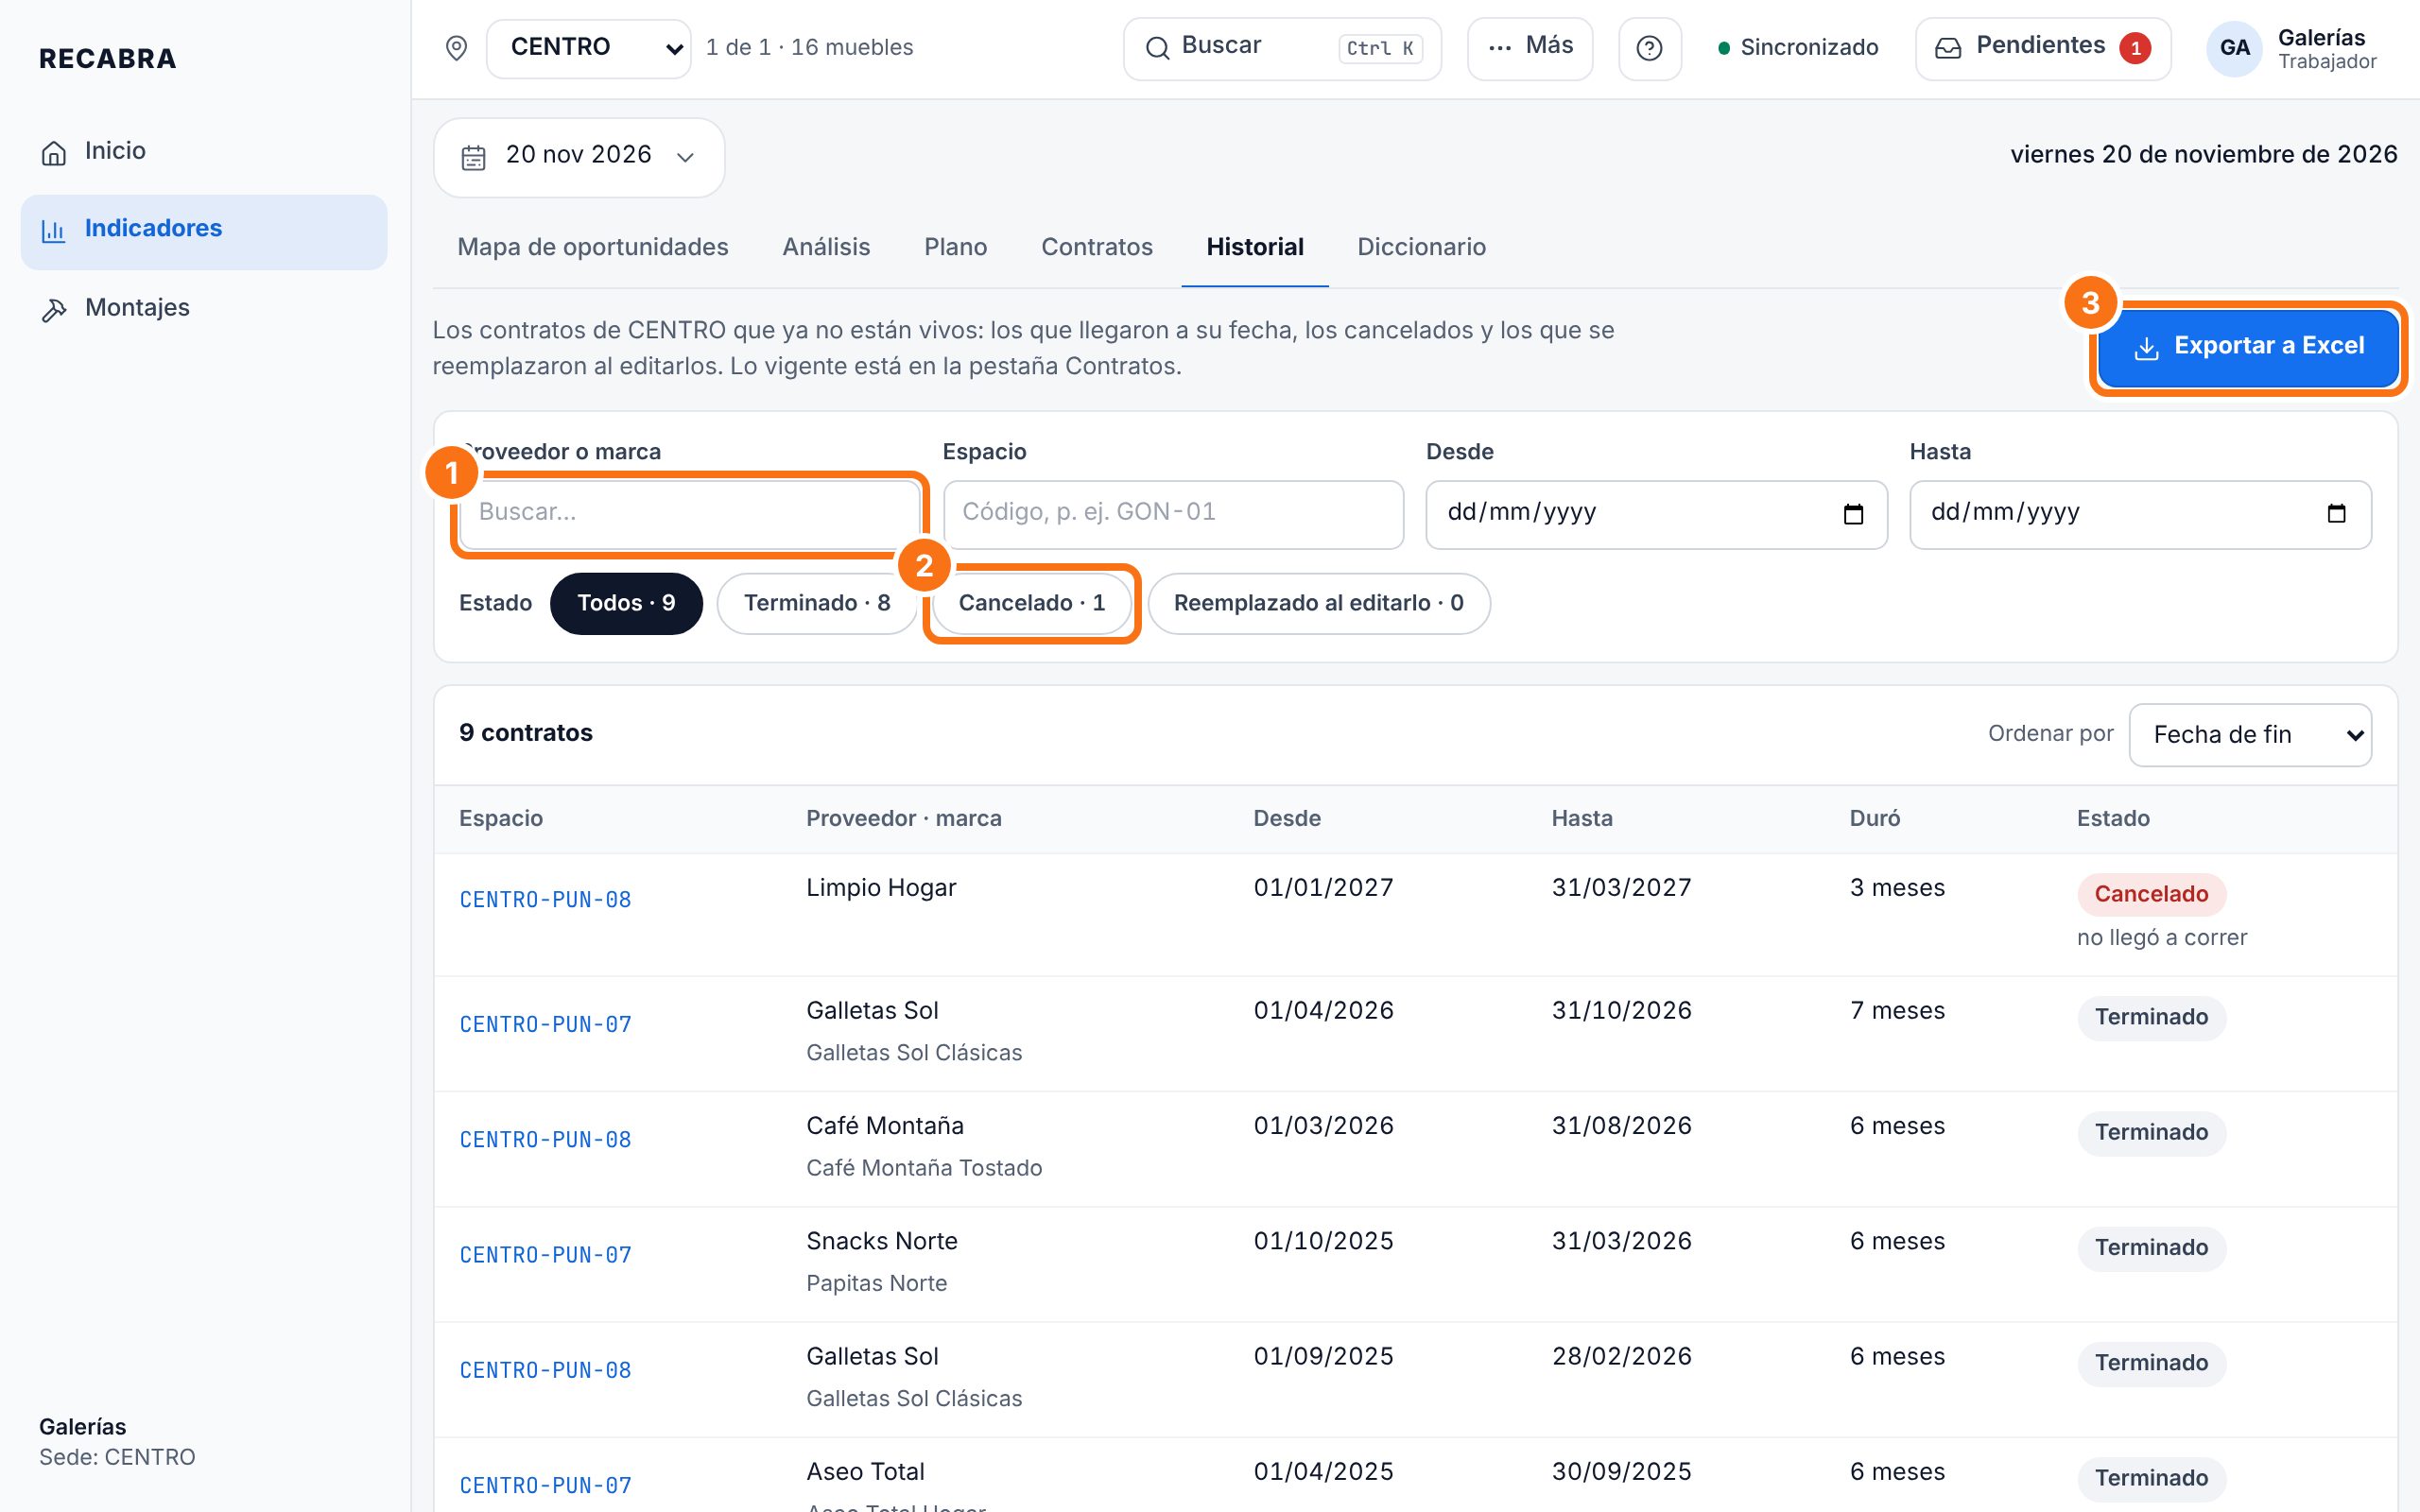 RECABRA
CENTRO
1 de 1 · 16 muebles
Buscar
Ctrl K
Más
Sincronizado
Pendientes 1
GA
Galerías
Trabajador
Inicio
Indicadores
Montajes
20 nov 2026
viernes 20 de noviembre de 2026
Mapa de oportunidades
Análisis
Plano
Contratos
Historial
Diccionario
Los contratos de CENTRO que ya no están vivos: los que llegaron a su fecha, los cancelados y los que se
reemplazaron al editarlos. Lo vigente está en la pestaña Contratos.
3
Exportar a Excel
Proveedor o marca
Espacio
Desde
Hasta
1
Buscar...
Código, p. ej. GON-01
dd/mm/yyyy
dd/mm/yyyy
2
Estado
Todos · 9
Terminado · 8
Cancelado · 1
Reemplazado al editarlo · 0
9 contratos
Ordenar por
Fecha de fin
Espacio
Proveedor · marca
Desde
Hasta
Duró
Estado
CENTRO-PUN-08
Limpio Hogar
01/01/2027
31/03/2027
3 meses
Cancelado
no llegó a correr
CENTRO-PUN-07
Galletas Sol
Galletas Sol Clásicas
01/04/2026
31/10/2026
7 meses
Terminado
CENTRO-PUN-08
Café Montaña
Café Montaña Tostado
01/03/2026
31/08/2026
6 meses
Terminado
CENTRO-PUN-07
Snacks Norte
Papitas Norte
01/10/2025
31/03/2026
6 meses
Terminado
CENTRO-PUN-08
Galletas Sol
Galletas Sol Clásicas
01/09/2025
28/02/2026
6 meses
Terminado
CENTRO-PUN-07
Aseo Total
Aseo Total Hogar
01/04/2025
30/09/2025
6 meses
Terminado
Galerías
Sede: CENTRO